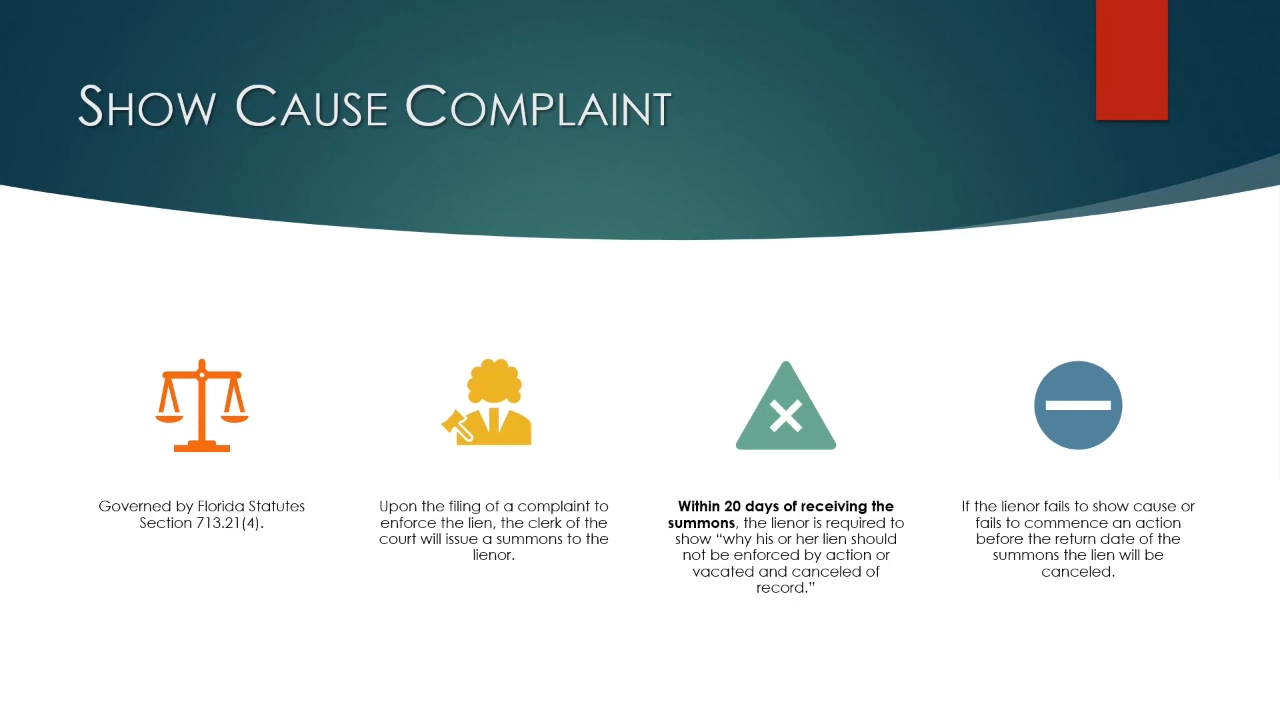 SHOW CAUSE COMPLAINT
Governed by Florida Statutes
Section 713.21(4).
Upon the filing of a complaint to
enforce the lien, the clerk of the
court will issue a summons to the
lienor.
Within 20 days of receiving the
summons, the lienor is required to
show “why his or her lien should
not be enforced by action or
vacated and canceled of
record.”
If the lienor fails to show cause or
fails to commence an action
before the return date of the
summons the lien will be
canceled.